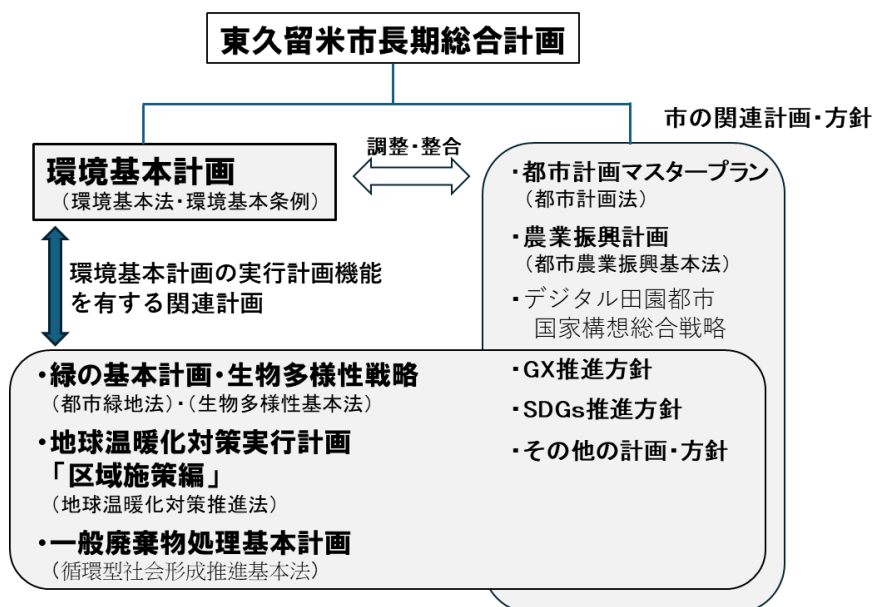 東久留米市長期総合計画
市の関連計画・方針
環境基本計画
（環境基本法・環境基本条例）
調整・整合
・都市計画マスタープラン
（都市計画法）
・農業振興計画
（都市農業振興基本法）
・デジタル田園都市
国家構想総合戦略
環境基本計画の実行計画機能
を有する関連計画
・緑の基本計画・生物多様性戦略
（都市緑地法）・（生物多様性基本法）
・地球温暖化対策実行計画
「区域施策編」
（地球温暖化対策推進法）
・一般廃棄物処理基本計画
（循環型社会形成推進基本法）
・GX推進方針
・SDGs推進方針
・その他の計画・方針